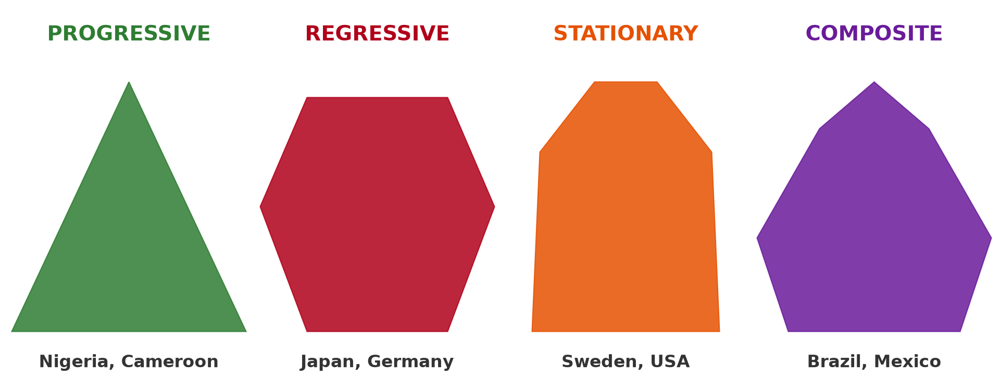 PROGRESSIVE
REGRESSIVE
STATIONARY
COMPOSITE
Nigeria, Cameroon
Japan, Germany
Sweden, USA
Brazil, Mexico